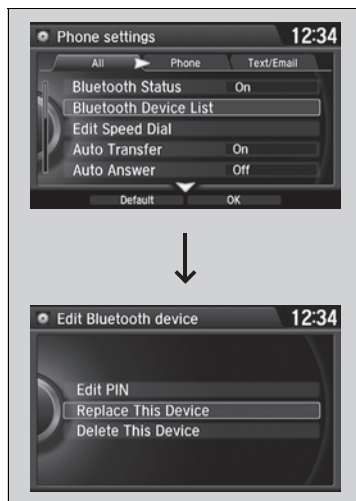 Phone settings 12:34
All Phone Text/Email
Bluetooth Status On
Bluetooth Device List
Edit Speed Dial
Auto Transfer On
Auto Answer Off
Default OK
Edit Bluetooth device 12:34
Edit PIN
Replace This Device
Delete This Device